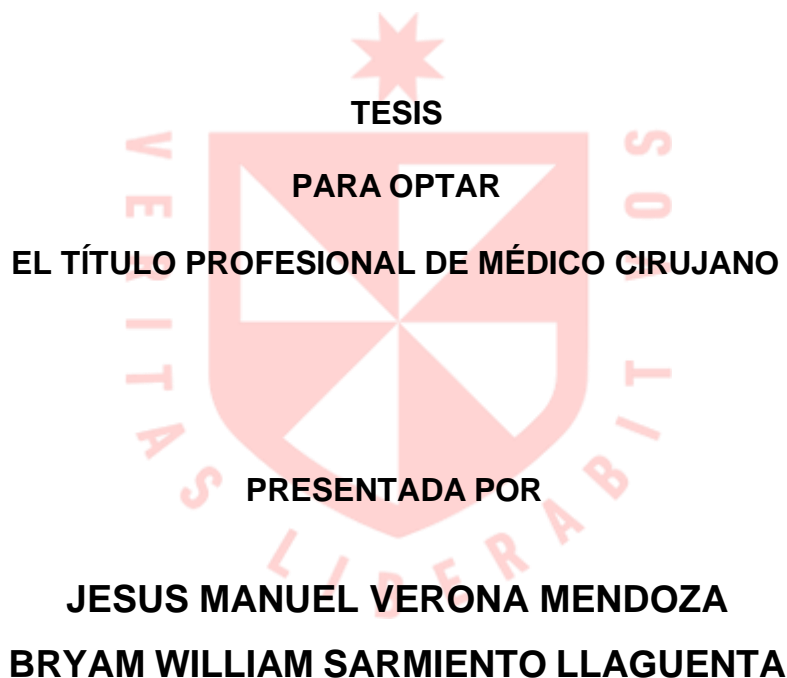 TESIS
PARA OPTAR
EL TÍTULO PROFESIONAL DE MÉDICO CIRUJANO
PRESENTADA POR
JESUS MANUEL VERONA MENDOZA
BRYAM WILLIAM SARMIENTO LLAGUENTA
VERITAS LIBERABIT VOS